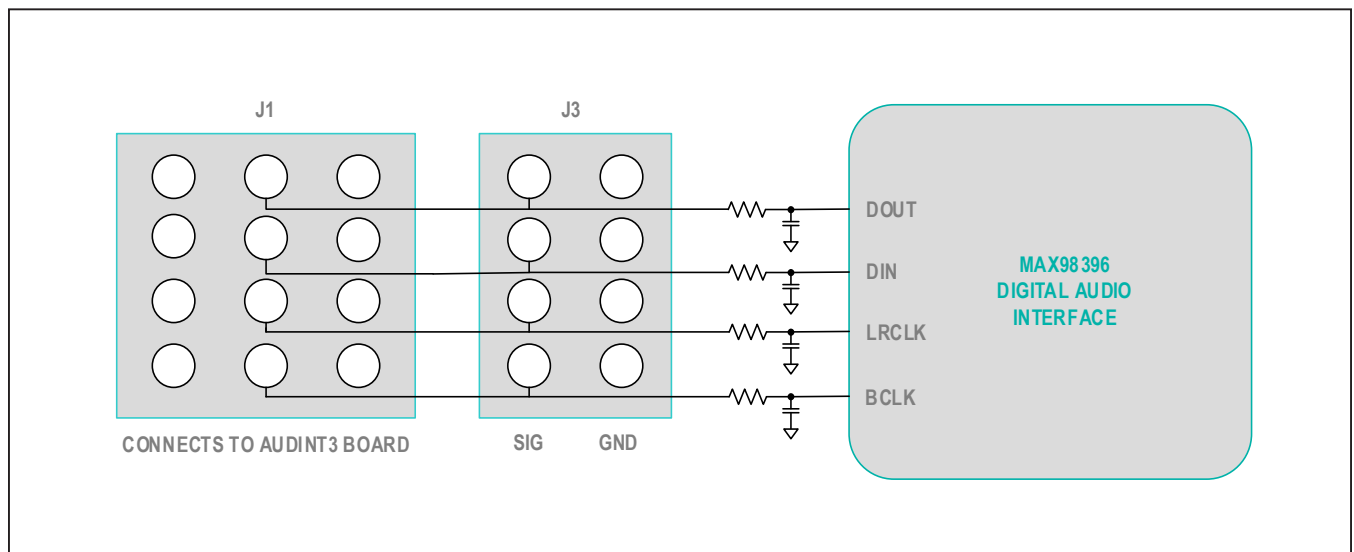 J1
J3
DOUT
DIN
MAX98396
DIGITAL AUDIO
INTERFACE
LRCLK
BCLK
CONNECTS TO AUDINT3 BOARD
SIG
GND